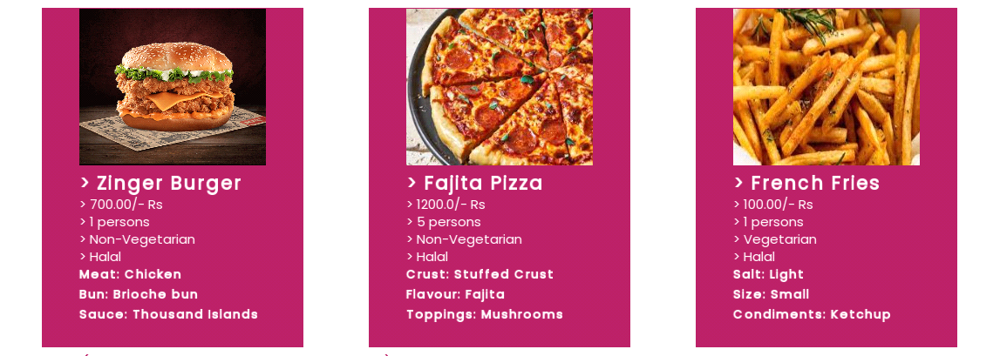 > Zinger Burger
> 700.00/- Rs
> 1 persons
> Non-Vegetarian
> Halal
Meat: Chicken
Bun: Brioche bun
Sauce: Thousand Islands
> Fajita Pizza
> 1200.0/- Rs
> 5 persons
> Non-Vegetarian
> Halal
Crust: Stuffed Crust
Flavour: Fajita
Toppings: Mushrooms
> French Fries
> 100.00/- Rs
> 1 persons
> Vegetarian
> Halal
Salt: Light
Size: Small
Condiments: Ketchup